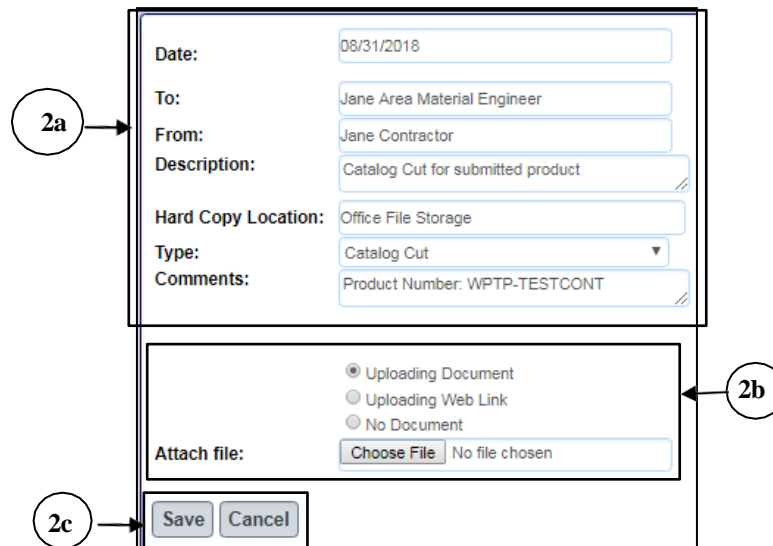 Date: 08/31/2018
2a To: Jane Area Material Engineer
From: Jane Contractor
Description: Catalog Cut for submitted product
Hard Copy Location: Office File Storage
Type: Catalog Cut
Comments: Product Number: WPTP-TESTCONT
Uploading Document
2b Uploading Web Link
No Document
Attach file: Choose File No file chosen
2c Save Cancel